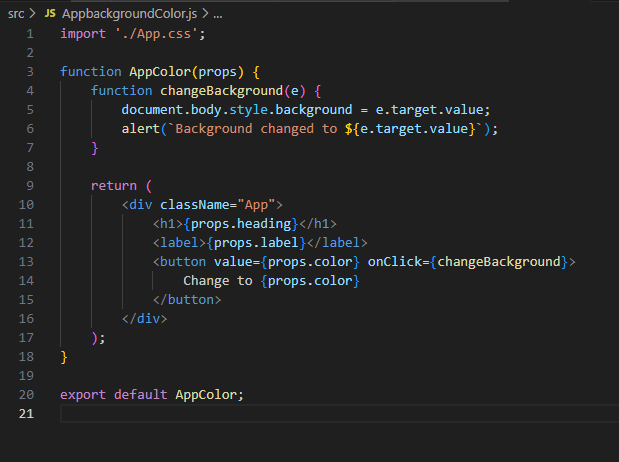 src > JS AppbackgroundColor.js > ...
1 import './App.css';
2
3 function AppColor(props) {
4     function changeBackground(e) {
5         document.body.style.background = e.target.value;
6         alert(`Background changed to ${e.target.value}`);
7     }
8
9     return (
10         <div className="App">
11             <h1>{props.heading}</h1>
12             <label>{props.label}</label>
13             <button value={props.color} onClick={changeBackground}>
14                 Change to {props.color}
15             </button>
16         </div>
17     );
18 }
19
20 export default AppColor;
21